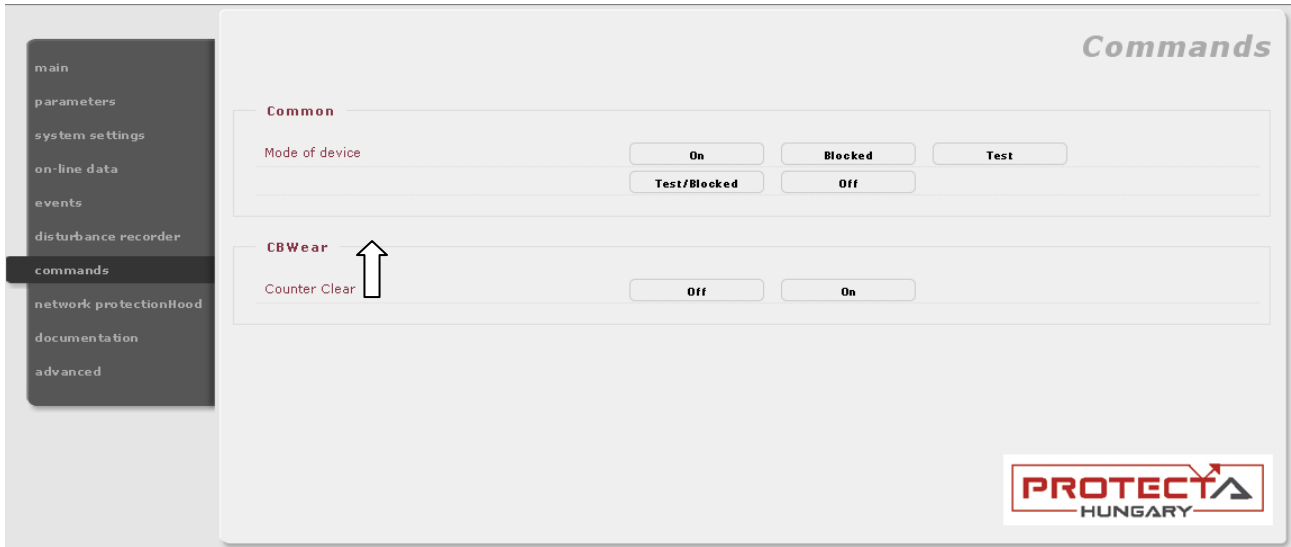 Commands
main
parameters
system settings
on-line data
events
disturbance recorder
commands
network protectionHood
documentation
advanced
Common
Mode of device On Blocked Test
Test/Blocked Off
CBWear
Counter Clear Off On
PROTECTA
HUNGARY